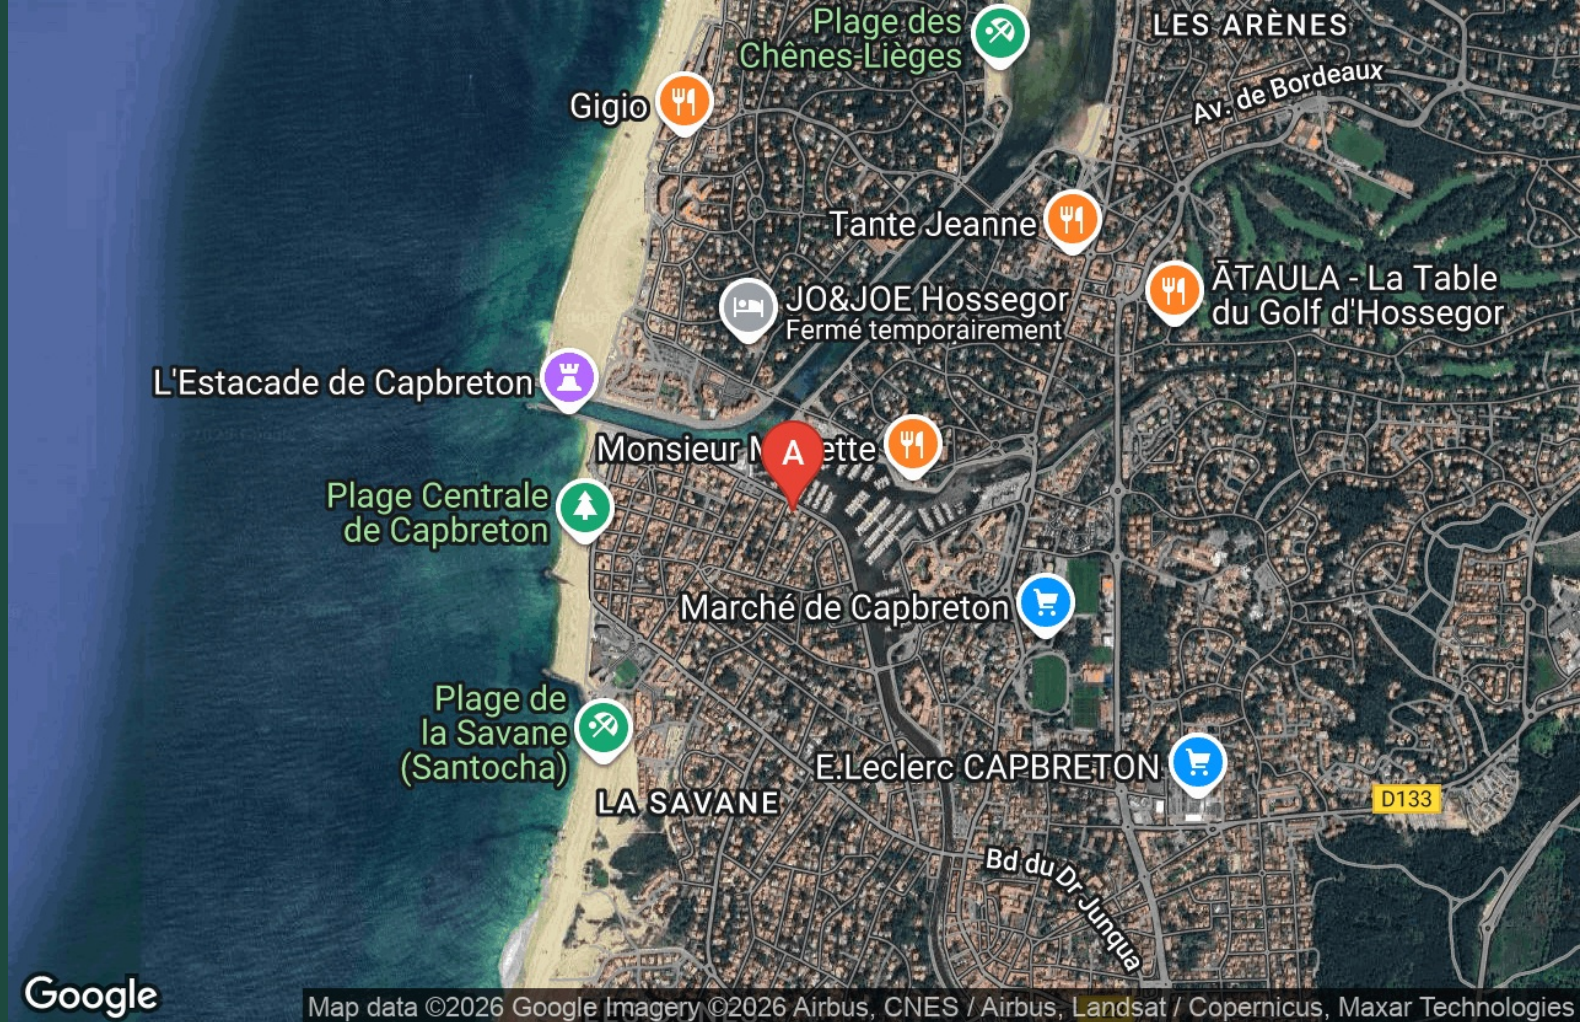 Plage des
Chênes-Lièges
LES ARÈNES
Av. de Bordeaux
Gigio
Tante Jeanne
ĀTAULA - La Table
du Golf d'Hossegor
JO&JOE Hossegor
Fermé temporairement
L'Estacade de Capbreton
Monsieur
A
Plage Centrale
de Capbreton
Marché de Capbreton
Plage de
la Savane
(Santocha)
E.Leclerc CAPBRETON
LA SAVANE
D133
Bd du Dr Junqua
Google
Map data ©2026 Google Imagery ©2026 Airbus, CNES / Airbus, Landsat / Copernicus, Maxar Technologies